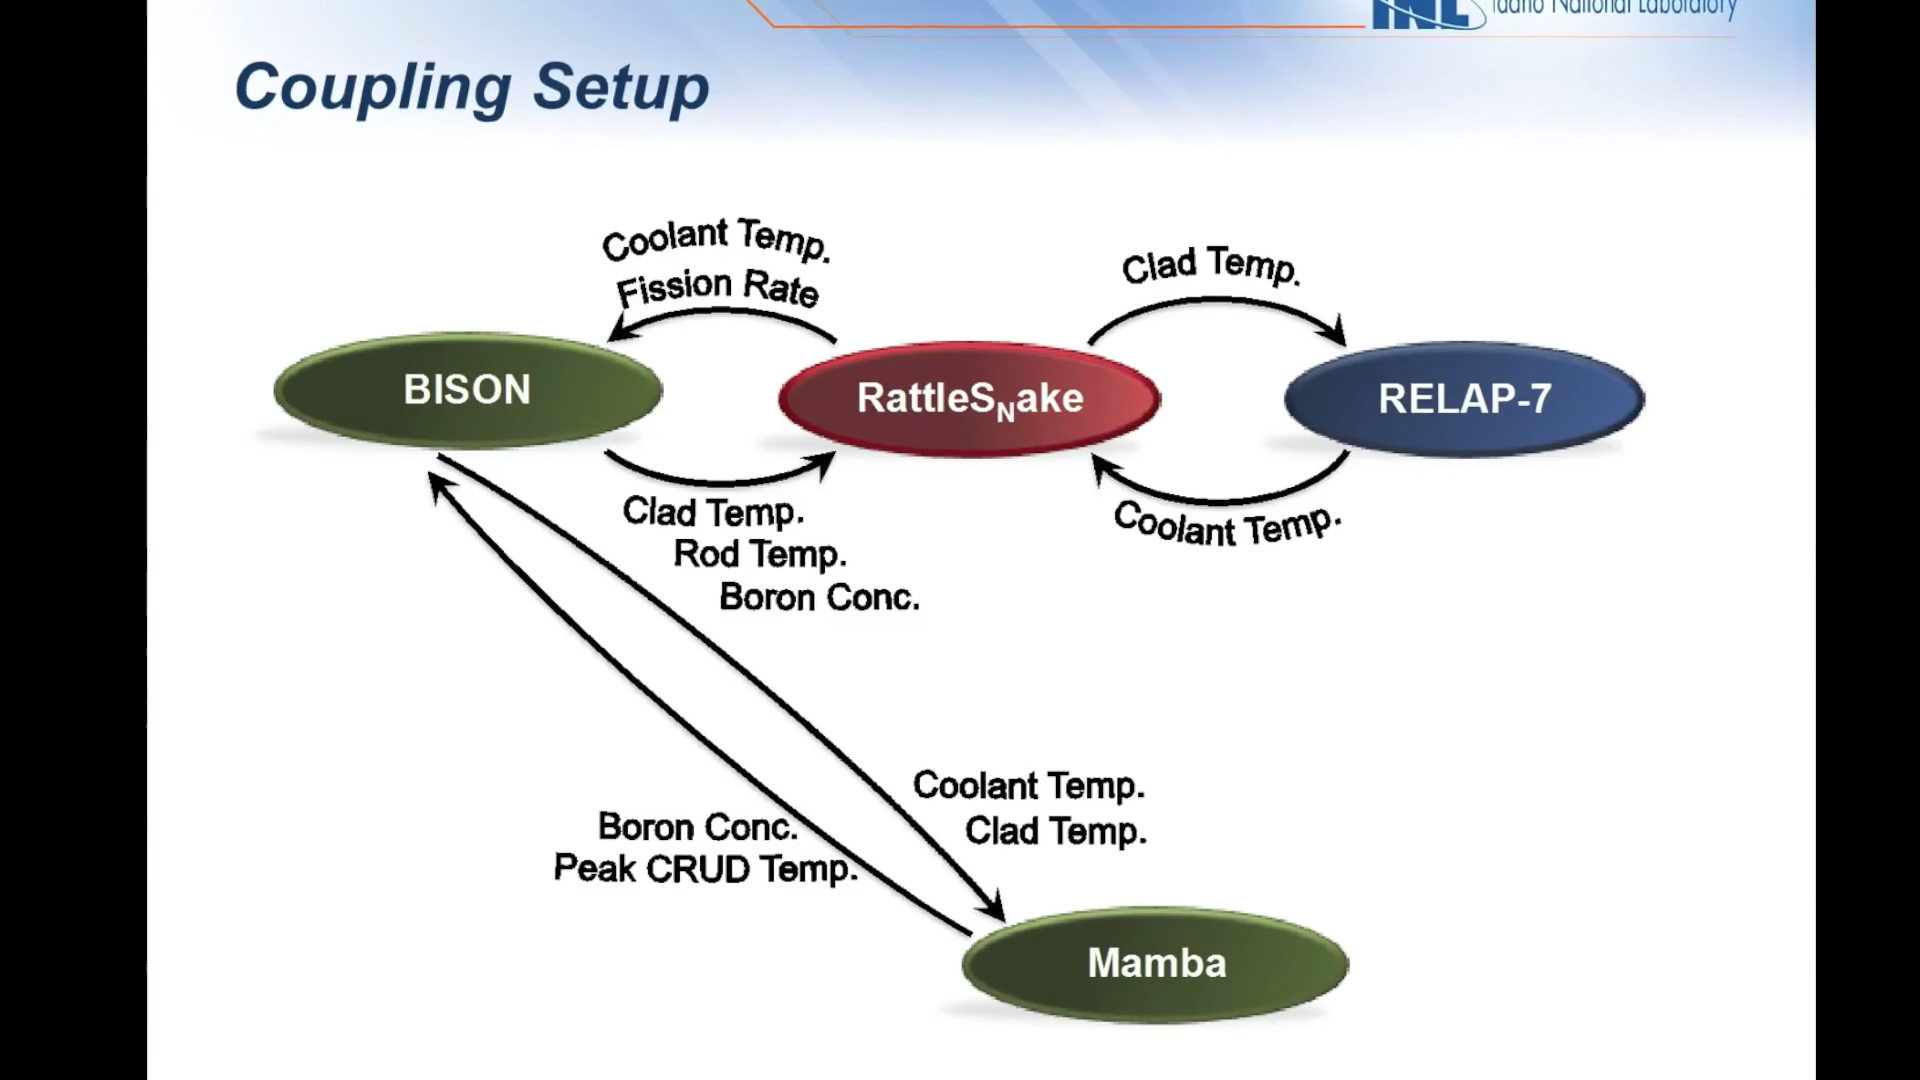 INL Idaho National Laboratory
Coupling Setup
Coolant Temp.
Fission Rate
Clad Temp.
BISON
RattleSNake
RELAP-7
Clad Temp.
Rod Temp.
Boron Conc.
Coolant Temp.
Coolant Temp.
Clad Temp.
Boron Conc.
Peak CRUD Temp.
Mamba